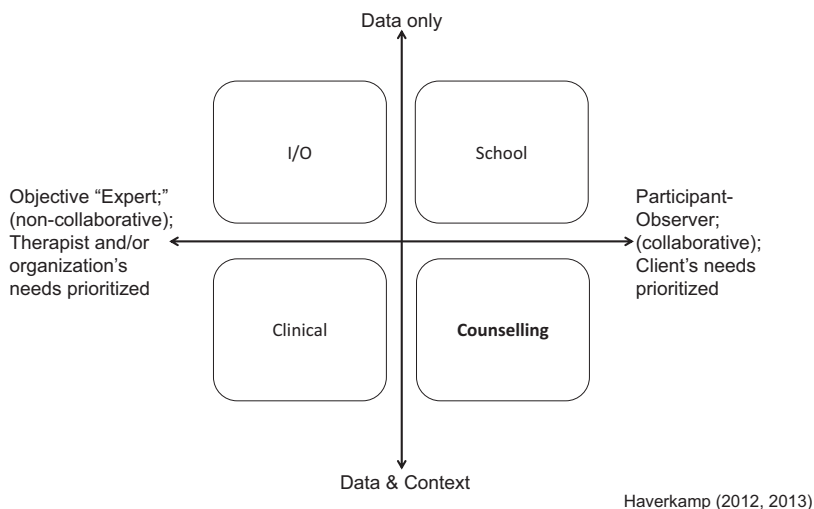 Data only
I/O
School
Objective “Expert;”
(non-collaborative);
Therapist and/or
organization’s
needs prioritized
Participant-
Observer;
(collaborative);
Client’s needs
prioritized
Clinical
Counselling
Data & Context
Haverkamp (2012, 2013)